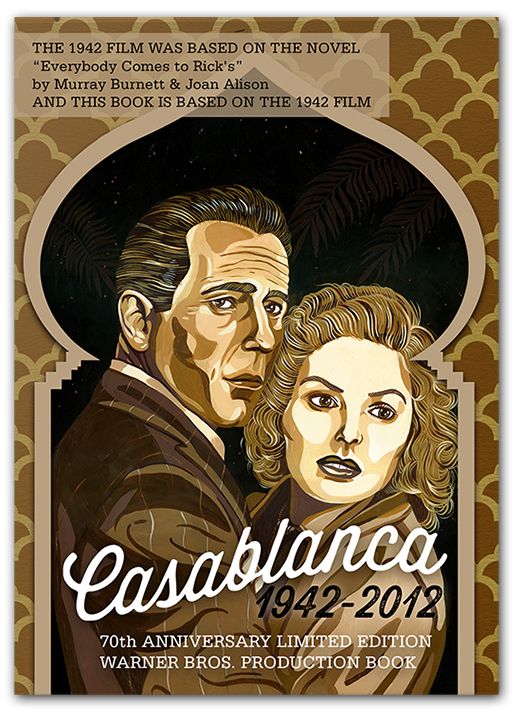 THE 1942 FILM WAS BASED ON THE NOVEL
“Everybody Comes to Rick's”
by Murray Burnett & Joan Alison
AND THIS BOOK IS BASED ON THE 1942 FILM
Casablanca
1942-2012
70th ANNIVERSARY LIMITED EDITION
WARNER BROS. PRODUCTION BOOK